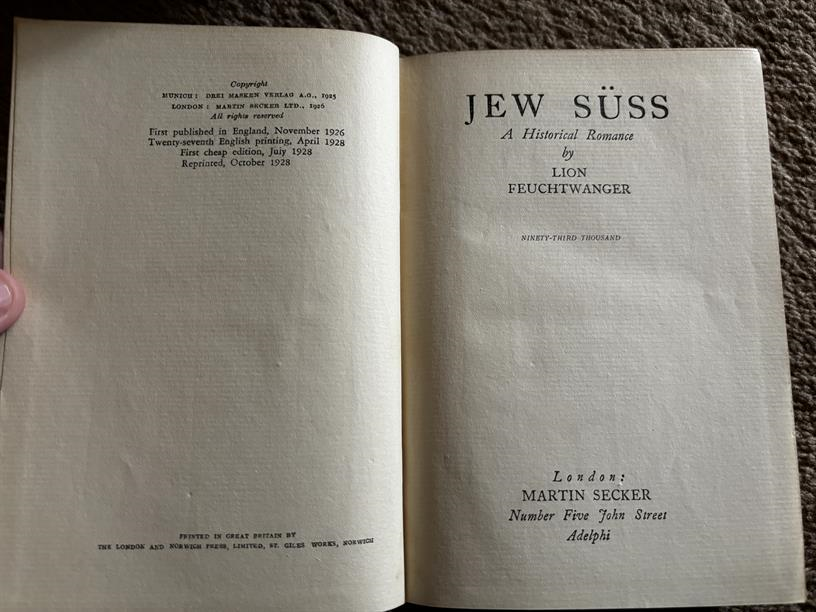 Copyright
MUNICH: DREI MASKEN VERLAG A.G., 1925
LONDON: MARTIN SECKER LTD., 1926
All rights reserved
First published in England, November 1926
Twenty-seventh English printing, April 1928
First cheap edition, July 1928
Reprinted, October 1928
PRINTED IN GREAT BRITAIN BY
THE LONDON AND NORWICH PRESS, LIMITED, ST. GILES WORKS, NORWICH
JEW SÜSS
A Historical Romance
by
LION
FEUCHTWANGER
NINETY-THIRD THOUSAND
London:
MARTIN SECKER
Number Five John Street
Adelphi